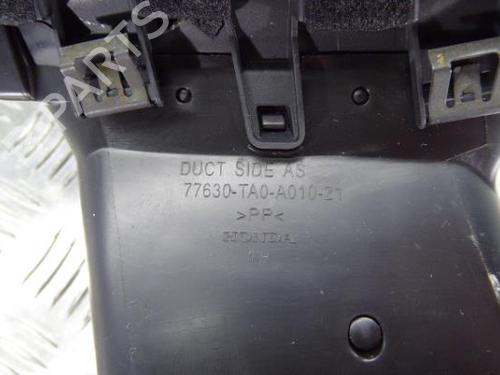 PARTS
DUCT SIDE AS
77630-TA0-A010-21
>PP<
HONDA